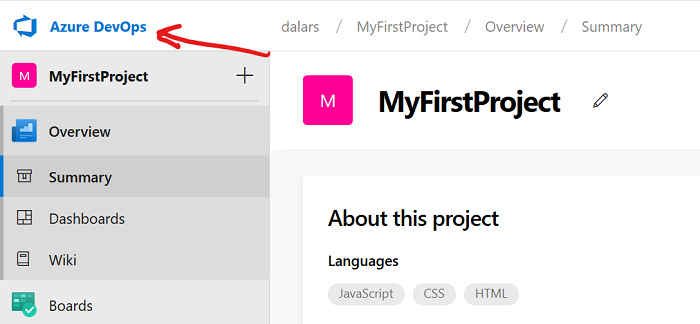 Azure DevOps
dalars / MyFirstProject / Overview / Summary
M MyFirstProject +
M MyFirstProject
Overview
Summary
Dashboards
Wiki
Boards
About this project
Languages
JavaScript CSS HTML